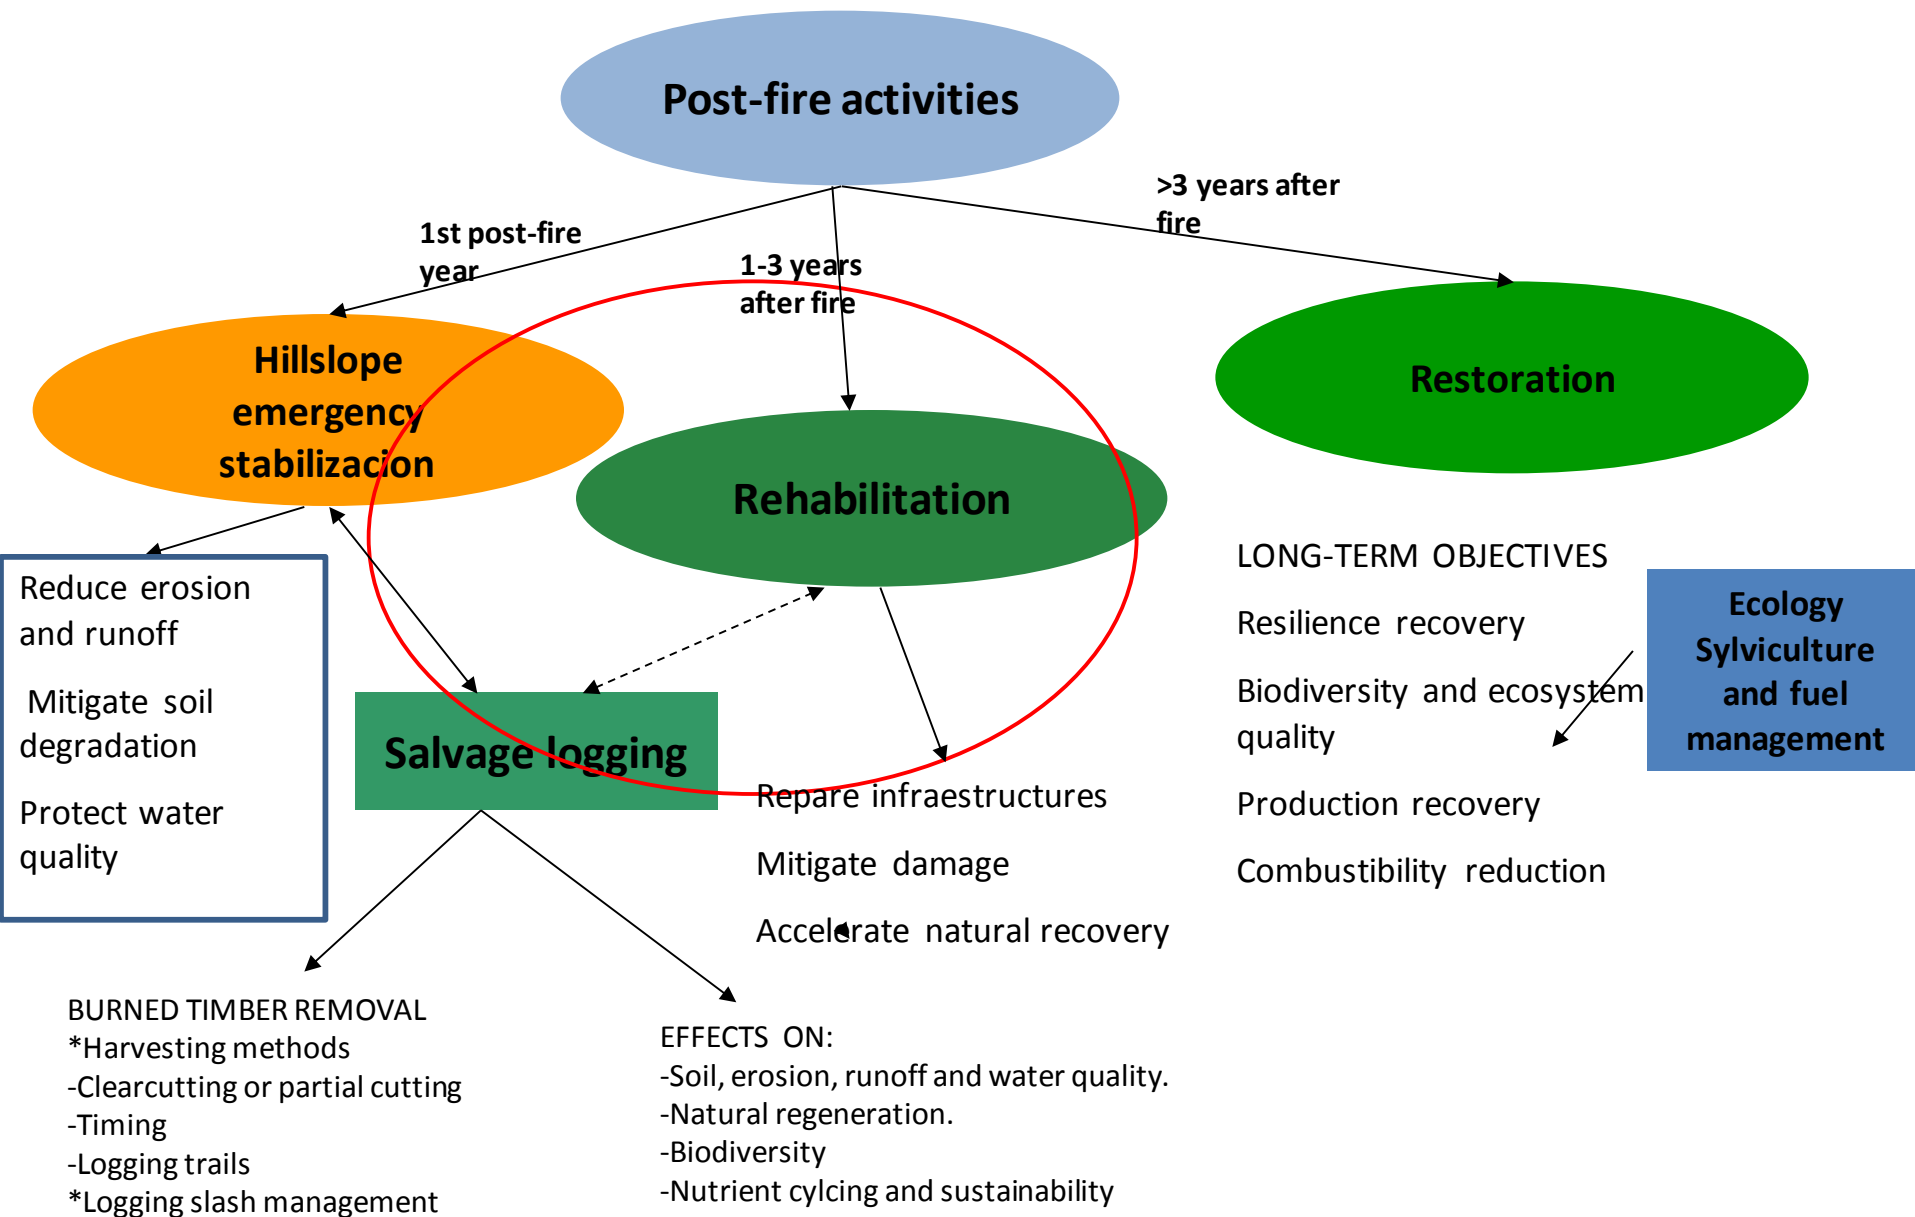 Post-fire activities
>3 years after
fire
1st post-fire
year
1-3 years
after fire
Hillslope
emergency
stabilizacion
Rehabilitation
Restoration
Reduce erosion
and runoff
Mitigate soil
degradation
Protect water
quality
Salvage logging
Repare infraestructures
Mitigate damage
Accelerate natural recovery
LONG-TERM OBJECTIVES
Resilience recovery
Biodiversity and ecosystem
quality
Production recovery
Combustibility reduction
Ecology
Sylviculture
and fuel
management
BURNED TIMBER REMOVAL
*Harvesting methods
-Clearcutting or partial cutting
-Timing
-Logging trails
*Logging slash management
EFFECTS ON:
-Soil, erosion, runoff and water quality.
-Natural regeneration.
-Biodiversity
-Nutrient cylcing and sustainability